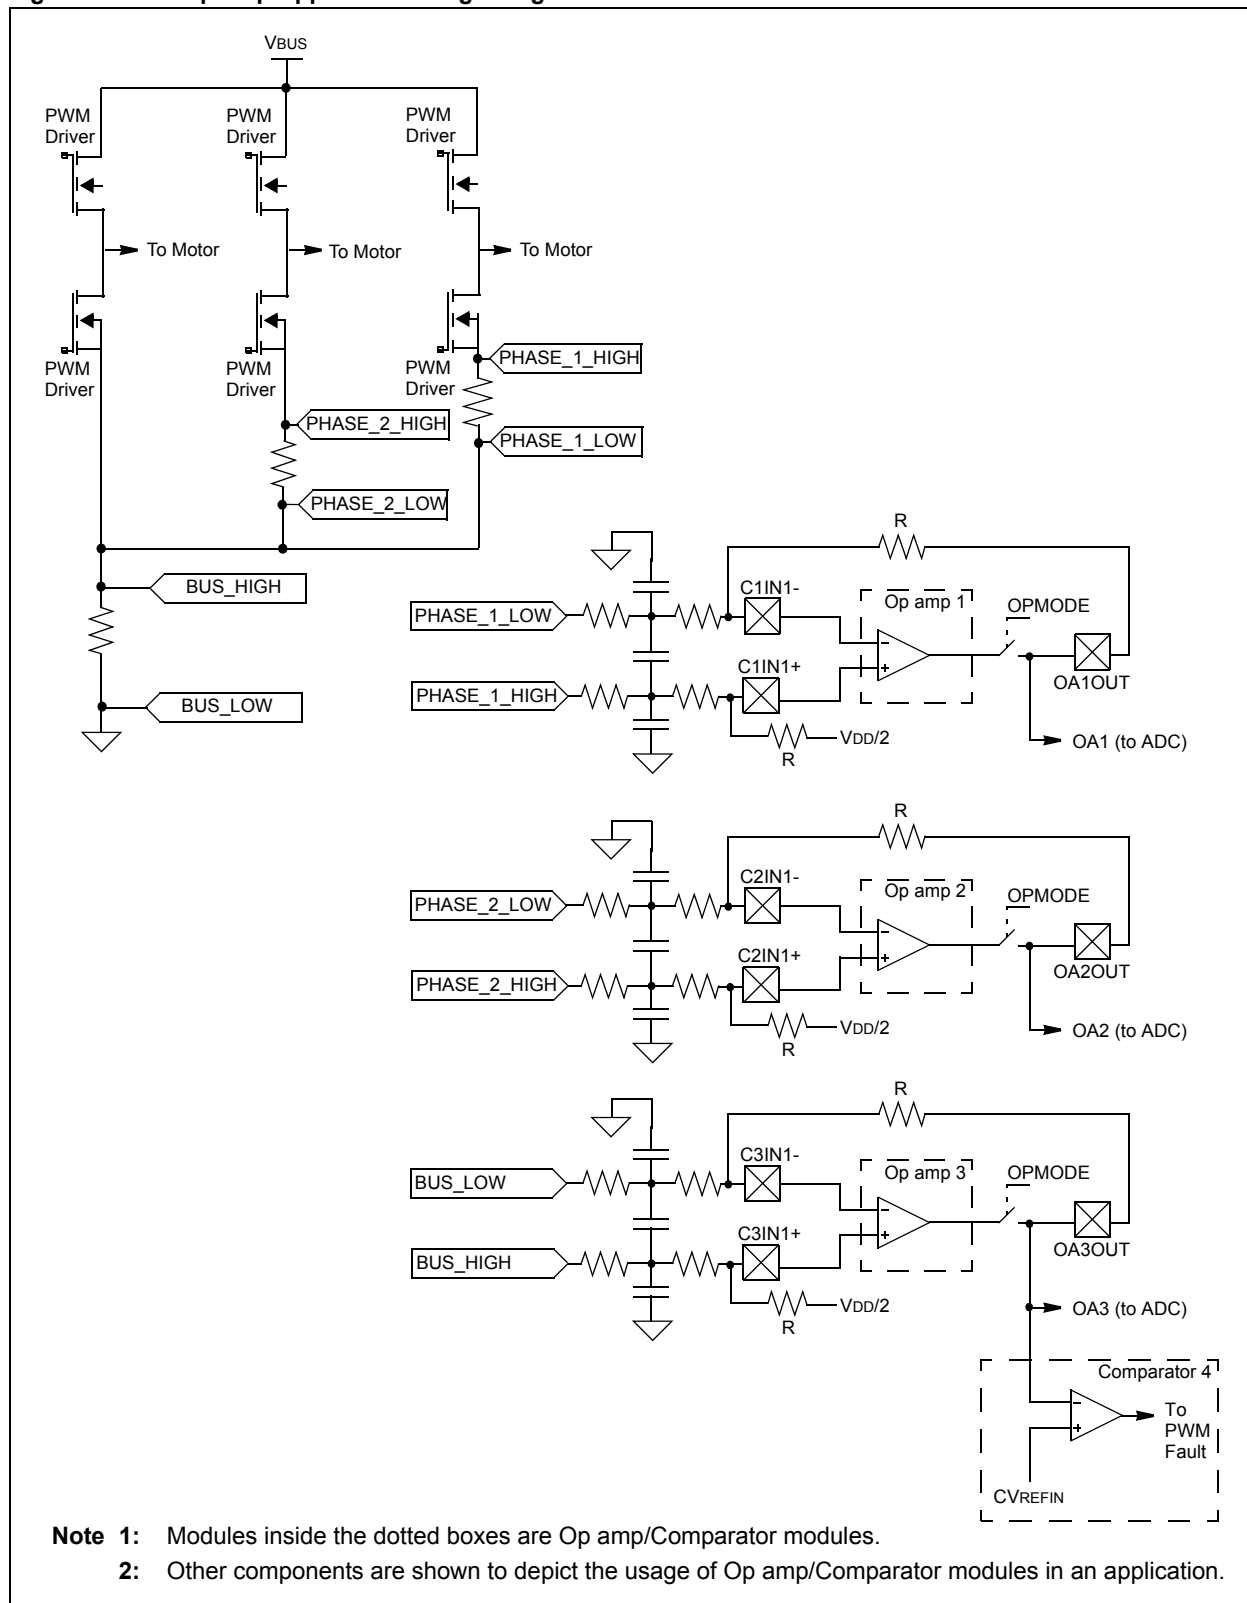 VBUS
PWM
Driver
PWM
Driver
PWM
Driver
To Motor
To Motor
To Motor
PWM
Driver
PWM
Driver
PWM
Driver
PHASE_1_HIGH
PHASE_2_HIGH
PHASE_1_LOW
PHASE_2_LOW
BUS_HIGH
BUS_LOW
R
C1IN1-
Op amp 1
OPMODE
PHASE_1_LOW
-
C1IN1+
+
PHASE_1_HIGH
OA1OUT
VDD/2
R
OA1 (to ADC)
R
C2IN1-
Op amp 2
OPMODE
PHASE_2_LOW
-
C2IN1+
+
PHASE_2_HIGH
OA2OUT
VDD/2
R
OA2 (to ADC)
R
C3IN1-
Op amp 3
OPMODE
BUS_LOW
-
C3IN1+
+
BUS_HIGH
OA3OUT
VDD/2
R
OA3 (to ADC)
Comparator 4
-
+
To
PWM
Fault
CVREFIN
Note 1: Modules inside the dotted boxes are Op amp/Comparator modules.
2: Other components are shown to depict the usage of Op amp/Comparator modules in an application.